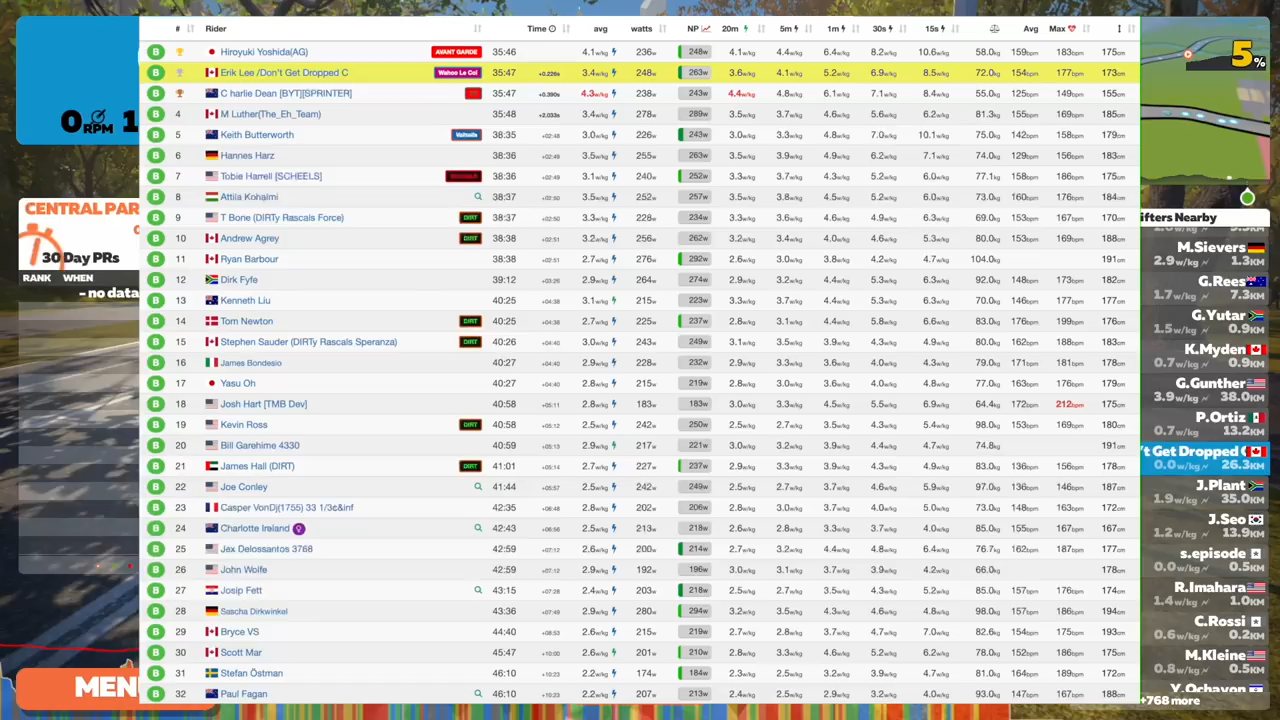 # Rider Time avg watts NP 20m 5m 1m 30s 15s Avg Max
B Hiroyuki Yoshida(AG) AVANT GARDE 35:46 4.1w/kg 236w 248w 4.1w/kg 4.4w/kg 6.4w/kg 8.2w/kg 10.6w/kg 58.0kg 159bpm 183bpm 175cm
B Erik Lee /Don't Get Dropped C Wahoo Le Col 35:47 +0.226s 3.4w/kg 248w 263w 3.6w/kg 4.1w/kg 5.2w/kg 6.9w/kg 8.5w/kg 72.0kg 154bpm 177bpm 173cm
B C harlie Dean [BYT][SPRINTER] 35:47 +0.390s 4.3w/kg 238w 243w 4.4w/kg 4.8w/kg 6.1w/kg 7.1w/kg 8.4w/kg 55.0kg 125bpm 149bpm 155cm
B 4 M Luther(The_Eh_Team) 35:48 +2.033s 3.4w/kg 278w 289w 3.5w/kg 3.7w/kg 4.6w/kg 5.6w/kg 6.2w/kg 81.3kg 155bpm 169bpm 185cm
B 5 Keith Butterworth Valhalla 38:35 +02:48 3.0w/kg 226w 243w 3.0w/kg 3.3w/kg 4.8w/kg 7.0w/kg 10.1w/kg 75.0kg 142bpm 158bpm 179cm
B 6 Hannes Harz 38:36 +02:49 3.5w/kg 255w 263w 3.5w/kg 3.9w/kg 4.9w/kg 6.2w/kg 7.1w/kg 74.0kg 129bpm 156bpm 183cm
B 7 Tobie Harrell [SCHEELS] 38:36 +02:49 3.1w/kg 240w 252w 3.3w/kg 3.7w/kg 4.2w/kg 5.2w/kg 6.0w/kg 77.1kg 158bpm 186bpm 175cm
B 8 Attila Kohalmi 38:37 +02:50 3.5w/kg 252w 257w 3.5w/kg 3.8w/kg 4.5w/kg 5.2w/kg 6.0w/kg 73.0kg 160bpm 176bpm 184cm
B 9 T Bone (DIRTy Rascals Force) DIRT 38:37 +02:50 3.3w/kg 228w 234w 3.3w/kg 3.6w/kg 4.6w/kg 4.9w/kg 6.3w/kg 69.0kg 153bpm 167bpm 170cm
B 10 Andrew Agrey DIRT 38:38 +02:51 3.2w/kg 256w 262w 3.2w/kg 3.4w/kg 4.0w/kg 4.6w/kg 5.3w/kg 80.0kg 153bpm 169bpm 188cm
B 11 Ryan Barbour 38:38 +02:51 2.7w/kg 276w 292w 2.6w/kg 3.0w/kg 3.8w/kg 4.2w/kg 4.7w/kg 104.0kg 191cm
B 12 Dirk Fyfe 39:12 +03:26 2.9w/kg 264w 274w 2.9w/kg 3.2w/kg 4.2w/kg 4.9w/kg 5.4w/kg 92.0kg 148bpm 173bpm 182cm
B 13 Kenneth Liu 40:25 +04:38 3.1w/kg 215w 223w 3.3w/kg 3.7w/kg 4.2w/kg 5.3w/kg 6.3w/kg 70.0kg 146bpm 177bpm 177cm
B 14 Tom Newton DIRT 40:25 +04:38 2.7w/kg 225w 237w 2.8w/kg 3.1w/kg 4.4w/kg 5.8w/kg 6.6w/kg 83.0kg 176bpm 199bpm 176cm
B 15 Stephen Sauder (DIRTy Rascals Speranza) DIRT 40:26 +04:40 3.0w/kg 243w 249w 3.1w/kg 3.4w/kg 4.2w/kg 4.9w/kg 5.5w/kg 80.0kg 162bpm 188bpm 183cm
B 16 James Bondesio 40:27 +04:40 2.9w/kg 228w 232w 2.9w/kg 3.3w/kg 3.6w/kg 4.0w/kg 4.3w/kg 79.0kg 171bpm 181bpm 178cm
B 17 Yasu Oh 40:27 +04:40 2.8w/kg 215w 219w 2.8w/kg 3.0w/kg 3.6w/kg 4.0w/kg 4.8w/kg 77.0kg 163bpm 176bpm 179cm
B 18 Josh Hart [TMB Dev] 40:58 +05:11 2.8w/kg 183w 183w 3.0w/kg 3.3w/kg 4.5w/kg 5.5w/kg 6.9w/kg 64.4kg 172bpm 212bpm 175cm
B 19 Kevin Ross DIRT 40:58 +05:12 2.5w/kg 242w 250w 2.5w/kg 2.7w/kg 3.5w/kg 4.3w/kg 5.4w/kg 98.0kg 153bpm 169bpm 180cm
B 20 Bill Garehime 4330 40:59 +05:13 2.9w/kg 217w 221w 3.0w/kg 3.2w/kg 3.9w/kg 4.4w/kg 4.7w/kg 74.8kg 191cm
B 21 James Hall (DIRT) DIRT 41:01 +05:14 2.7w/kg 227w 237w 2.7w/kg 2.9w/kg 3.3w/kg 4.3w/kg 4.9w/kg 93.0kg 136bpm 156bpm 178cm
B 22 Joe Conley 41:44 +05:57 2.5w/kg 242w 249w 2.5w/kg 2.7w/kg 3.7w/kg 4.6w/kg 5.9w/kg 97.0kg 136bpm 146bpm 187cm
B 23 Casper VonDj(1755) 33 1/3¢&inf 42:35 +06:48 2.8w/kg 202w 206w 2.8w/kg 3.0w/kg 3.7w/kg 4.2w/kg 5.0w/kg 73.0kg 148bpm 163bpm 172cm
B 24 Charlotte Ireland 42:43 +06:56 2.5w/kg 213w 218w 2.6w/kg 2.8w/kg 3.3w/kg 3.7w/kg 4.0w/kg 85.0kg 155bpm 167bpm 167cm
B 25 Jex Delossantos 3768 42:59 +07:12 2.6w/kg 200w 214w 2.7w/kg 3.2w/kg 4.4w/kg 4.8w/kg 6.4w/kg 76.7kg 162bpm 187bpm 177cm
B 26 John Wolfe 42:59 +07:12 2.9w/kg 192w 196w 3.0w/kg 3.1w/kg 3.7w/kg 3.9w/kg 4.2w/kg 66.0kg 178cm
B 27 Josip Fett 43:15 +07:28 2.4w/kg 203w 218w 2.5w/kg 2.7w/kg 3.5w/kg 4.3w/kg 5.2w/kg 85.0kg 157bpm 176bpm 174cm
B 28 Sascha Dirkwinkel 43:36 +07:49 2.9w/kg 280w 294w 3.2w/kg 3.5w/kg 4.3w/kg 4.6w/kg 4.8w/kg 98.0kg 157bpm 186bpm 194cm
B 29 Bryce VS 44:40 +08:53 2.6w/kg 215w 219w 2.7w/kg 2.8w/kg 3.7w/kg 4.7w/kg 7.0w/kg 82.6kg 154bpm 175bpm 193cm
B 30 Scott Mar 45:47 +10:00 2.6w/kg 201w 210w 2.8w/kg 3.3w/kg 4.6w/kg 5.2w/kg 6.2w/kg 78.0kg 152bpm 186bpm 175cm
B 31 Stefan Östman 46:10 +10:23 2.2w/kg 174w 184w 2.3w/kg 2.5w/kg 3.2w/kg 4.0w/kg 4.7w/kg 81.0kg 164bpm 189bpm 172cm
B 32 Paul Fagan 46:10 +10:23 2.2w/kg 207w 213w 2.4w/kg 2.5w/kg 2.9w/kg 3.2w/kg 4.0w/kg 93.0kg 147bpm 167bpm 188cm
0 RPM 1
CENTRAL PAR
30 Day PRs
RANK WHEN
– no data
MEN
5%
ifters Nearby
M.Sievers
2.9 w/kg 1.3KM
G.Rees
1.7 w/kg 7.3KM
G.Yutar
1.5 w/kg 0.9KM
K.Myden
0.7 w/kg 0.9KM
G.Gunther
3.9 w/kg 38.0KM
P.Ortiz
0.7 w/kg 13.2KM
't Get Dropped
0.0 w/kg 26.3KM
J.Plant
1.9 w/kg 35.0KM
J.Seo
1.2 w/kg 13.9KM
s.episode
0.0 w/kg 0.5KM
R.Imahara
1.4 w/kg 1.0KM
C.Rossi
0.6 w/kg 0.2KM
M.Kleine
0.8 w/kg 0.5KM
Y.Ochayon
+768 more